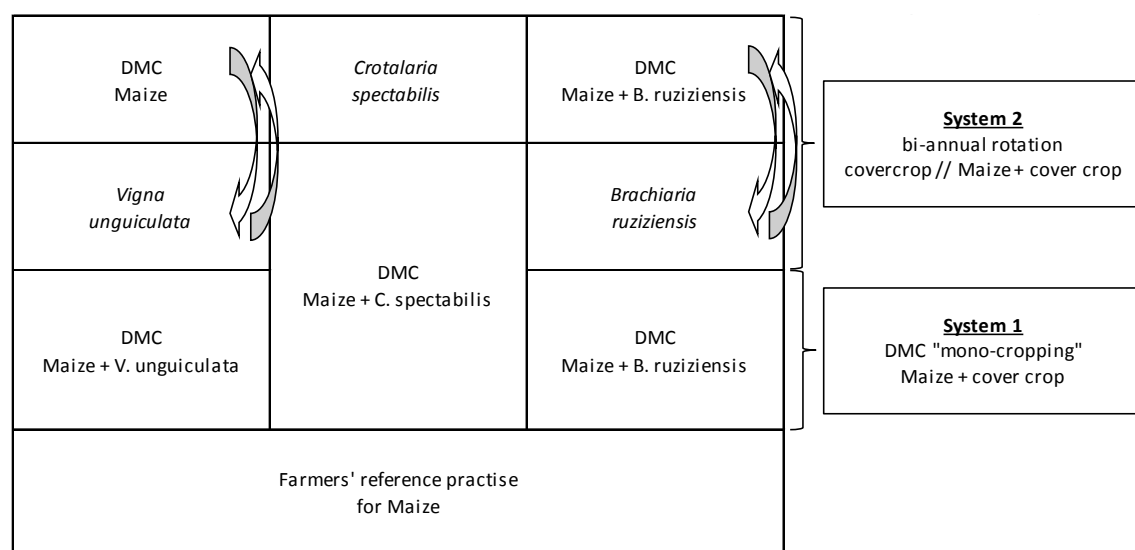 DMC
Maize
Crotalaria
spectabilis
DMC
Maize + B. ruziziensis
Vigna
unguiculata
Brachiaria
ruziziensis
System 2
bi-annual rotation
covercrop // Maize + cover crop
DMC
Maize + C. spectabilis
DMC
Maize + V. unguiculata
DMC
Maize + B. ruziziensis
System 1
DMC "mono-cropping"
Maize + cover crop
Farmers' reference practise
for Maize